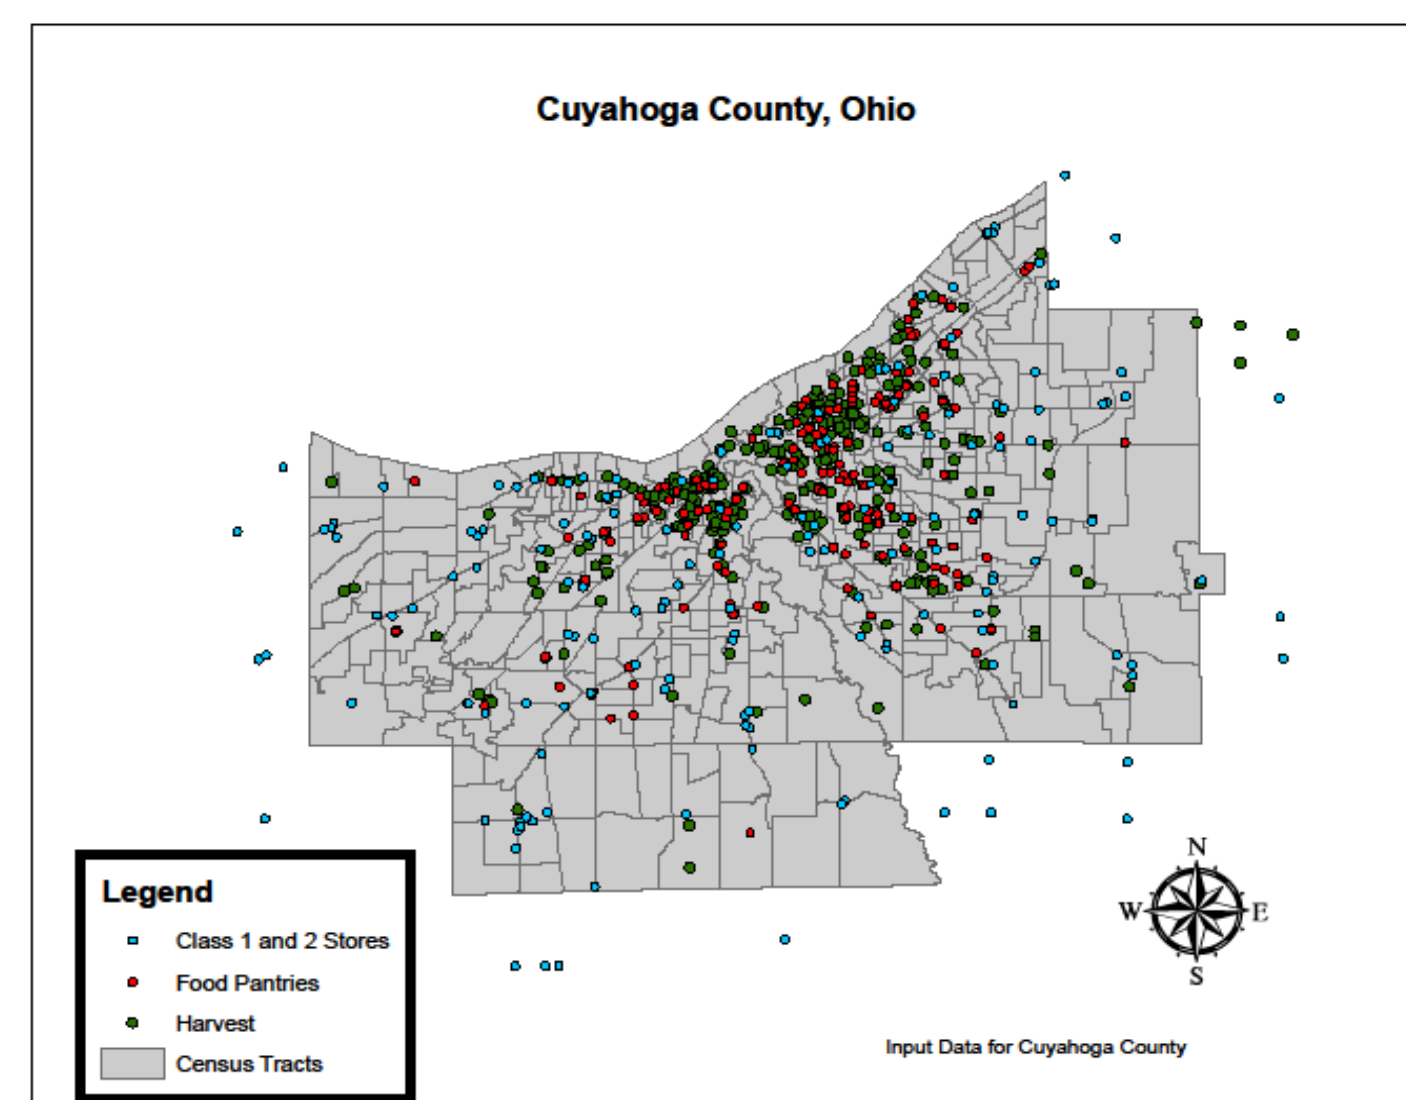 Cuyahoga County, Ohio
N
W
E
S
Legend
Class 1 and 2 Stores
Food Pantries
Harvest
Census Tracts
Input Data for Cuyahoga County